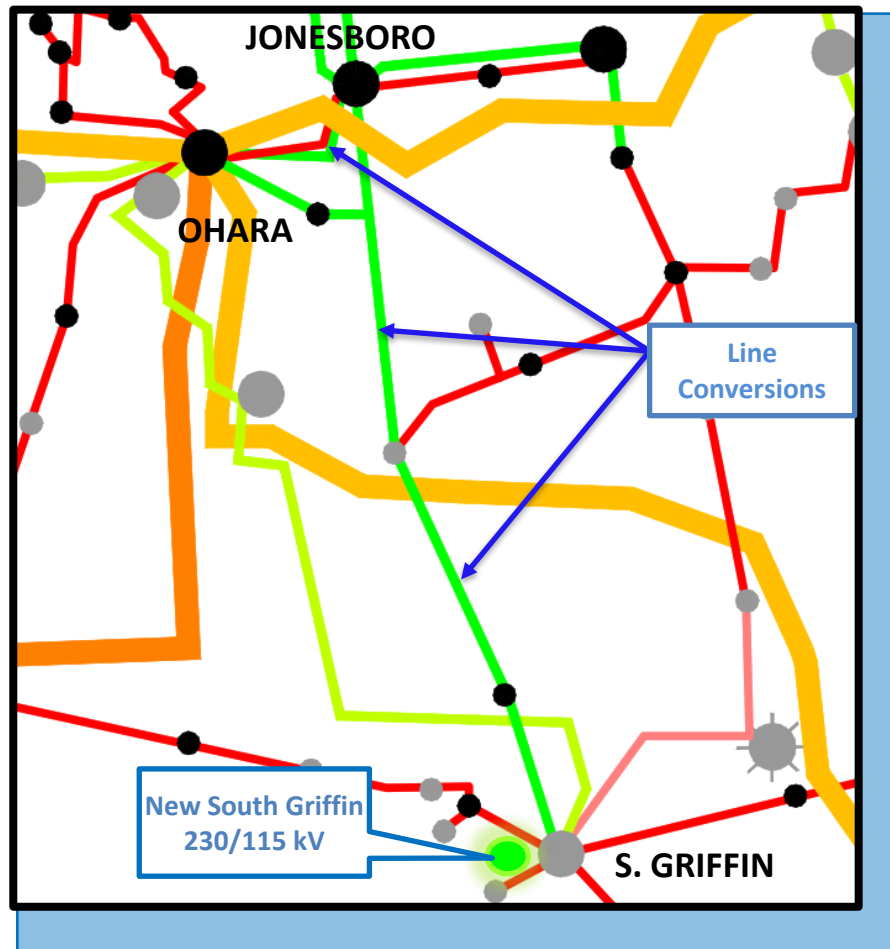 JONESBORO
OHARA
Line
Conversions
New South Griffin
230/115 kV
S. GRIFFIN